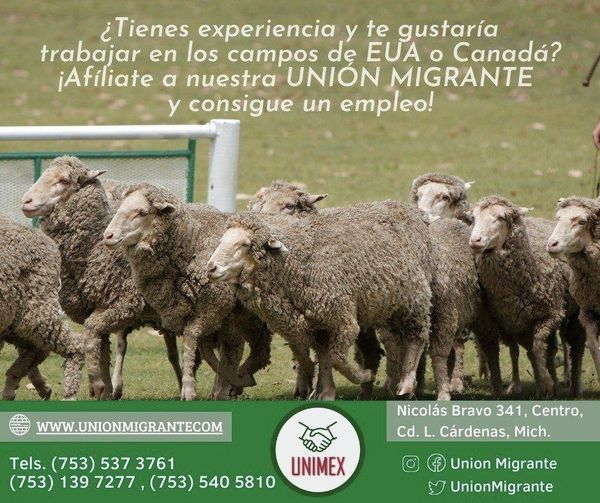 ¿Tienes experiencia y te gustaría
trabajar en los campos de EUA o Canadá?
¡Afíliate a nuestra UNIÓN MIGRANTE
y consigue un empleo!
WWW.UNIONMIGRANTECOM
Nicolás Bravo 341, Centro,
Cd. L. Cárdenas, Mich.
Tels. (753) 537 3761
(753) 139 7277 , (753) 540 5810
UNIMEX
Union Migrante
UnionMigrante